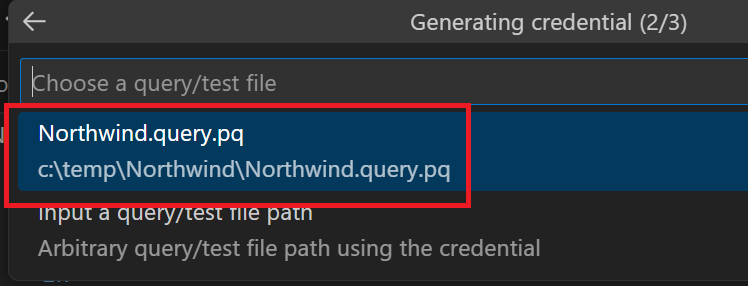 Generating credential (2/3)
Choose a query/test file
Northwind.query.pq
c:\temp\Northwind\Northwind.query.pq
Input a query/test file path
Arbitrary query/test file path using the credential